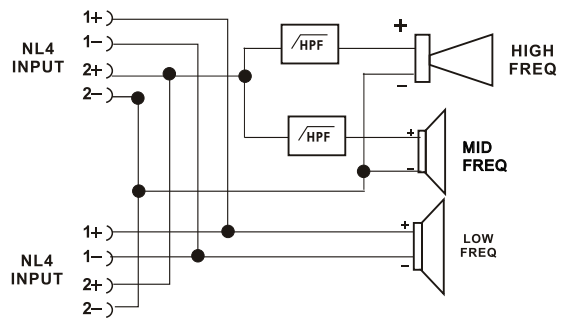 1+
1−
NL4
INPUT
2+
2−
HPF
+
−
HIGH
FREQ
HPF
+
−
MID
FREQ
1+
1−
NL4
INPUT
2+
2−
+
−
LOW
FREQ